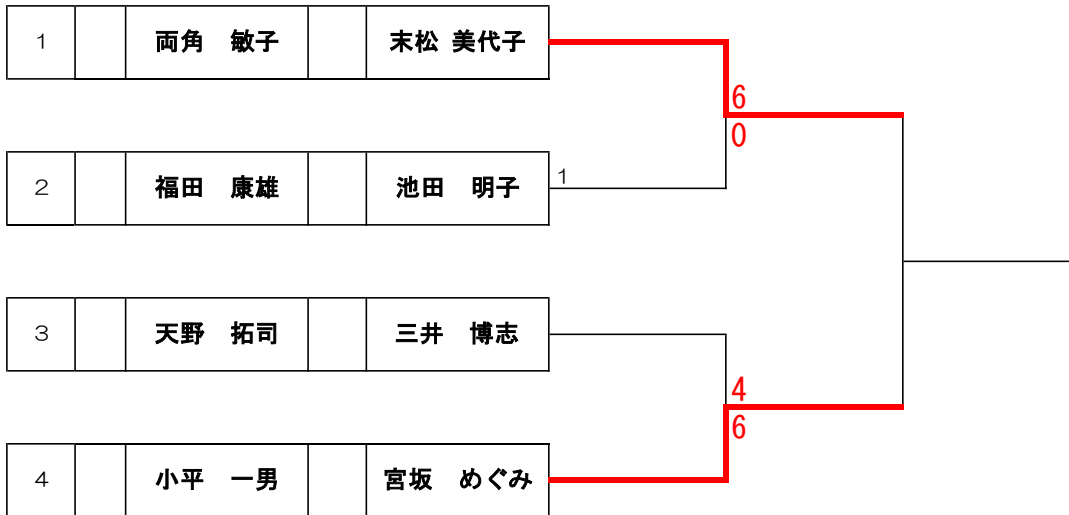 １ 両角　敏子 末松 美代子
6
0
２ 福田　康雄 池田　明子 1
３ 天野　拓司 三井　博志
4
6
４ 小平　一男 宮坂　めぐみ